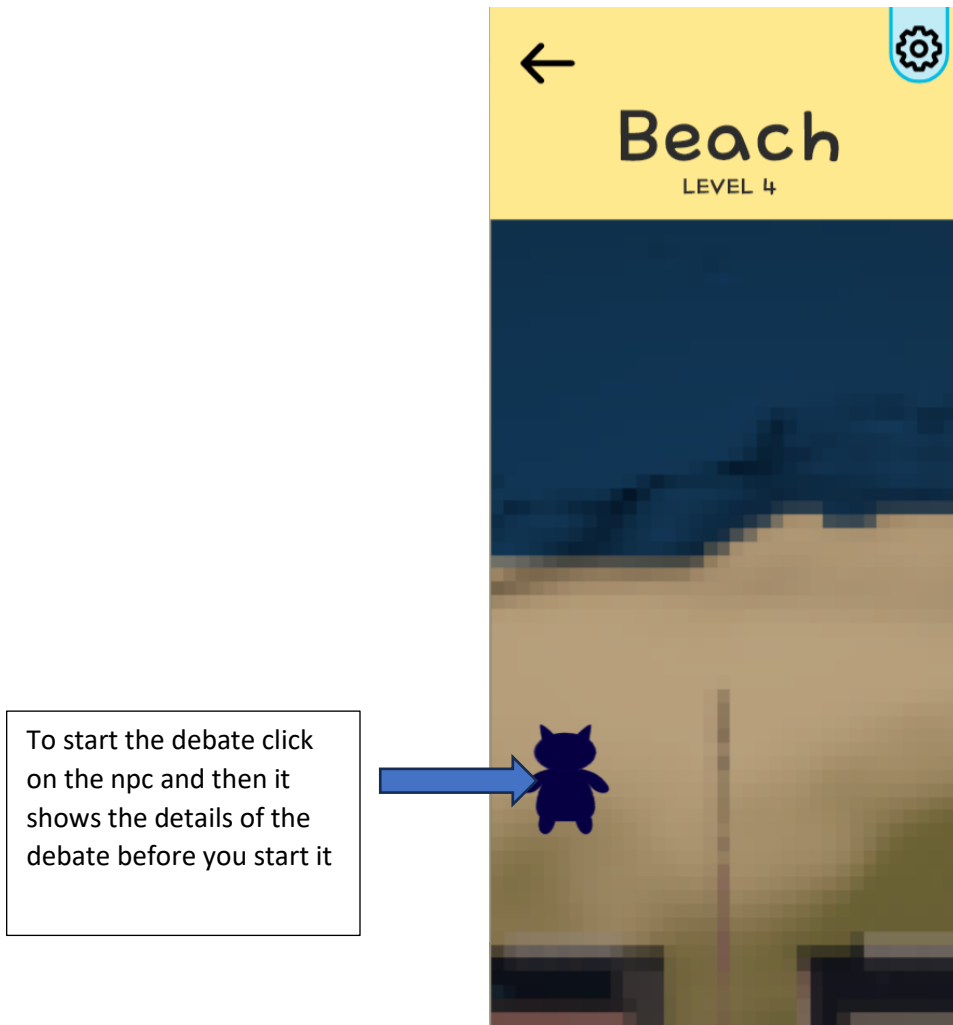 Beach
LEVEL 4
To start the debate click
on the npc and then it
shows the details of the
debate before you start it